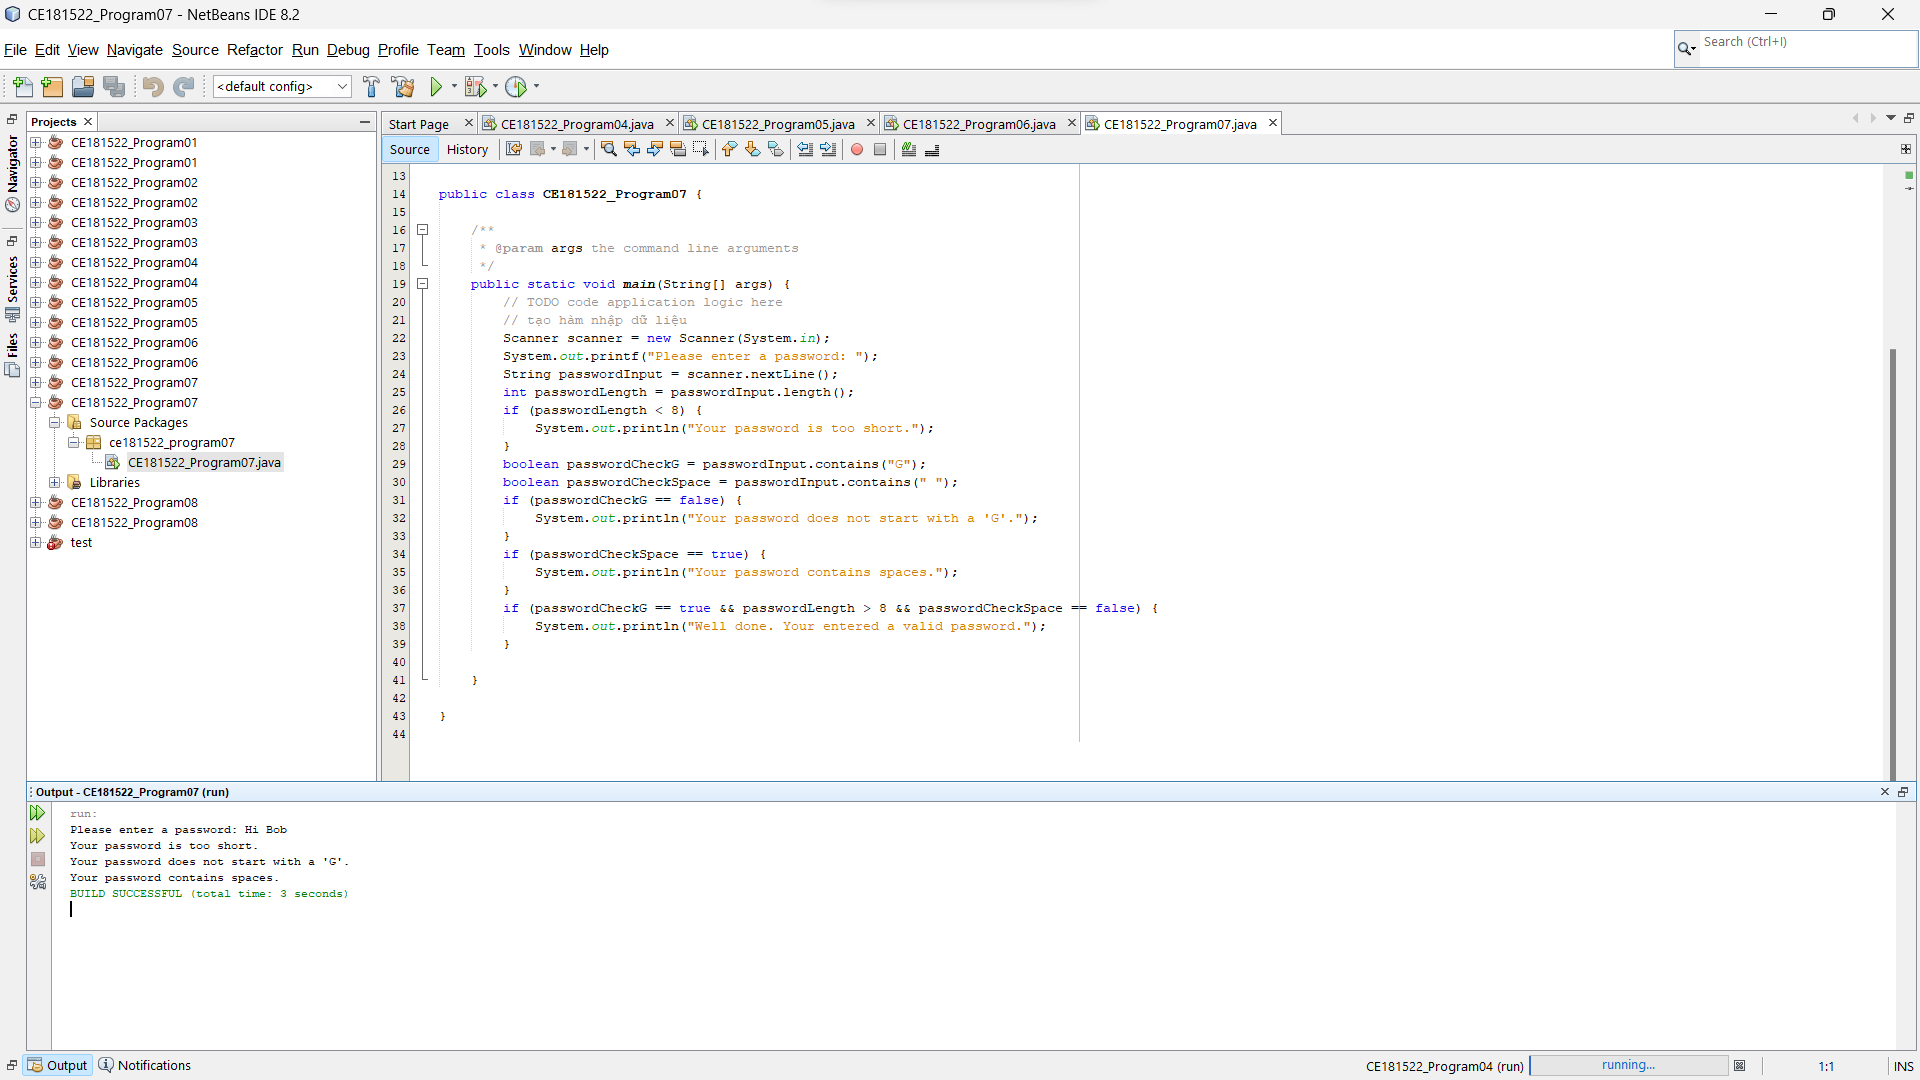 CE181522_Program07 - NetBeans IDE 8.2
File Edit View Navigate Source Refactor Run Debug Profile Team Tools Window Help
Search (Ctrl+I)
<default config>
Navigator
Services
Files
Projects
CE181522_Program01
CE181522_Program01
CE181522_Program02
CE181522_Program02
CE181522_Program03
CE181522_Program03
CE181522_Program04
CE181522_Program04
CE181522_Program05
CE181522_Program05
CE181522_Program06
CE181522_Program06
CE181522_Program07
CE181522_Program07
Source Packages
ce181522_program07
CE181522_Program07.java
Libraries
CE181522_Program08
CE181522_Program08
test
Start Page CE181522_Program04.java CE181522_Program05.java CE181522_Program06.java CE181522_Program07.java
Source History
13
14 public class CE181522_Program07 {
15
16 /**
17 * @param args the command line arguments
18 */
19 public static void main(String[] args) {
20 // TODO code application logic here
21 // tạo hàm nhập dữ liệu
22 Scanner scanner = new Scanner(System.in);
23 System.out.printf("Please enter a password: ");
24 String passwordInput = scanner.nextLine();
25 int passwordLength = passwordInput.length();
26 if (passwordLength < 8) {
27 System.out.println("Your password is too short.");
28 }
29 boolean passwordCheckG = passwordInput.contains("G");
30 boolean passwordCheckSpace = passwordInput.contains(" ");
31 if (passwordCheckG == false) {
32 System.out.println("Your password does not start with a 'G'.");
33 }
34 if (passwordCheckSpace == true) {
35 System.out.println("Your password contains spaces.");
36 }
37 if (passwordCheckG == true && passwordLength > 8 && passwordCheckSpace == false) {
38 System.out.println("Well done. Your entered a valid password.");
39 }
40
41 }
42
43 }
44
Output - CE181522_Program07 (run)
run:
Please enter a password: Hi Bob
Your password is too short.
Your password does not start with a 'G'.
Your password contains spaces.
BUILD SUCCESSFUL (total time: 3 seconds)
Output Notifications
CE181522_Program04 (run) running... 1:1 INS